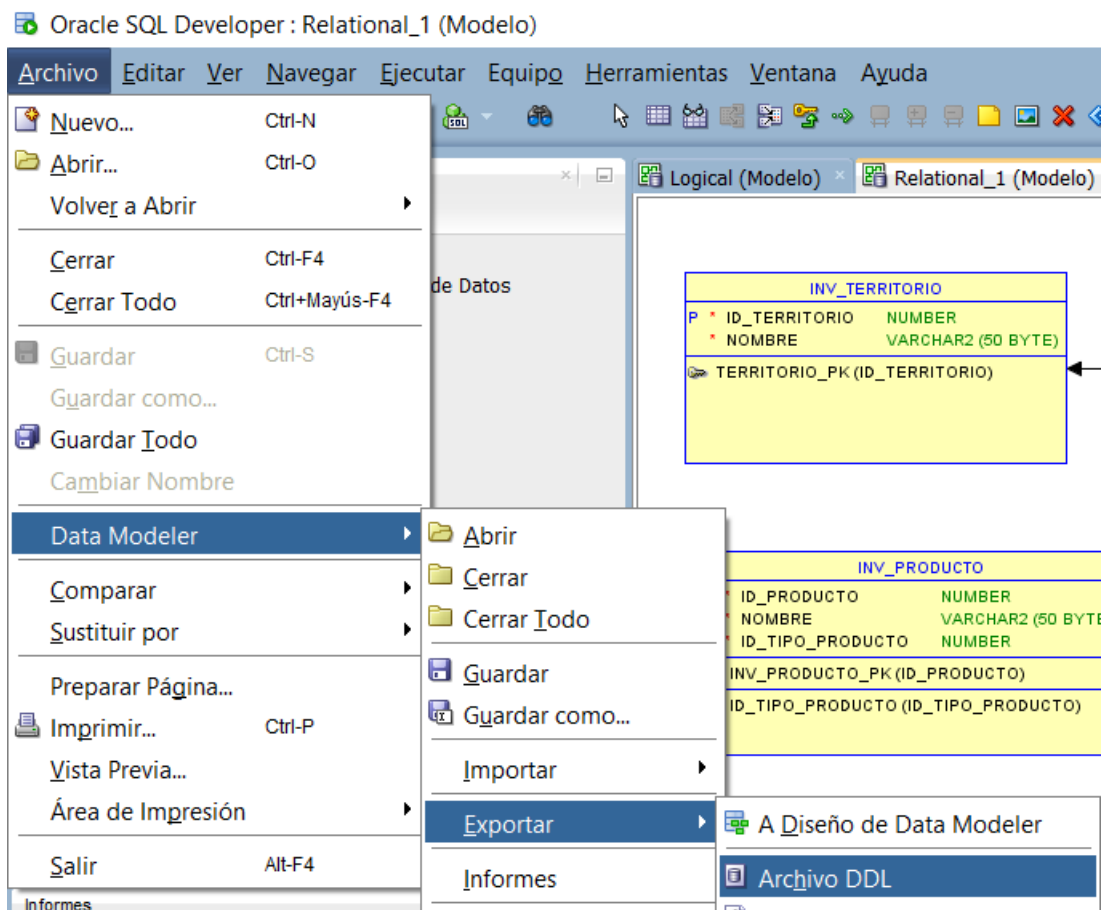 Oracle SQL Developer : Relational_1 (Modelo)
Archivo Editar Ver Navegar Ejecutar Equipo Herramientas Ventana Ayuda
SQL
Nuevo... Ctrl-N
Abrir... Ctrl-O
Volver a Abrir
Cerrar Ctrl-F4
Cerrar Todo Ctrl+Mayús-F4
Guardar Ctrl-S
Guardar como...
Guardar Todo
Cambiar Nombre
Data Modeler
Comparar
Sustituir por
Preparar Página...
Imprimir... Ctrl-P
Vista Previa...
Área de Impresión
Salir Alt-F4
Informes
de Datos
Abrir
Cerrar
Cerrar Todo
Guardar
Guardar como...
Importar
Exportar
Informes
A Diseño de Data Modeler
Archivo DDL
Logical (Modelo) Relational_1 (Modelo)
INV_TERRITORIO
P * ID_TERRITORIO NUMBER
* NOMBRE VARCHAR2 (50 BYTE)
TERRITORIO_PK (ID_TERRITORIO)
INV_PRODUCTO
* ID_PRODUCTO NUMBER
NOMBRE VARCHAR2 (50 BYTE
* ID_TIPO_PRODUCTO NUMBER
INV_PRODUCTO_PK (ID_PRODUCTO)
ID_TIPO_PRODUCTO (ID_TIPO_PRODUCTO)